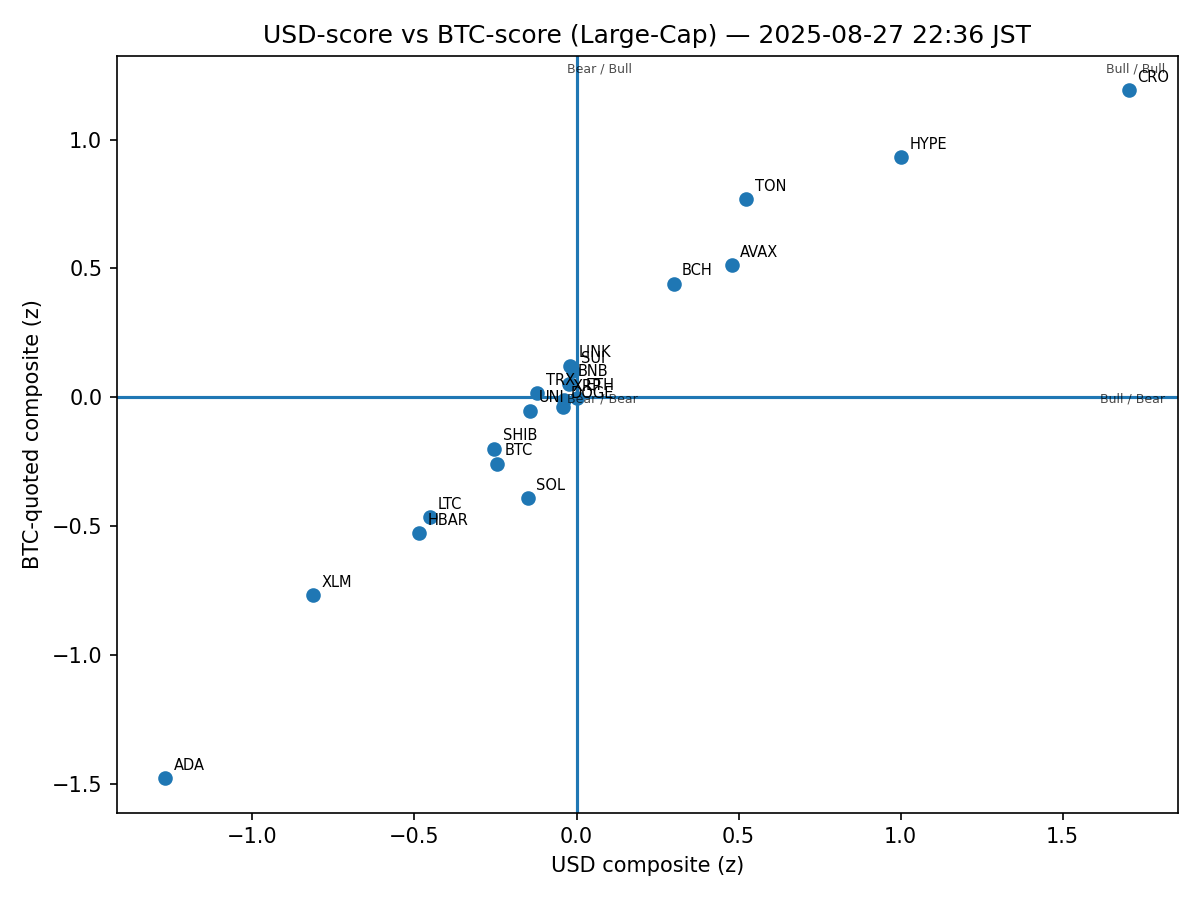 USD-score vs BTC-score (Large-Cap) — 2025-08-27 22:36 JST
Bear / Bull
Bull / Bull
CRO
1.0
HYPE
TON
0.5
AVAX
BCH
LINK
SUI
BNB
TRX
XRP
ETH
DOGE
UNI
0.0
Bear / Bear
Bull / Bear
SHIB
BTC
SOL
LTC
−0.5
HBAR
XLM
−1.0
ADA
−1.5
BTC-quoted composite (z)
−1.0
−0.5
0.0
0.5
1.0
1.5
USD composite (z)